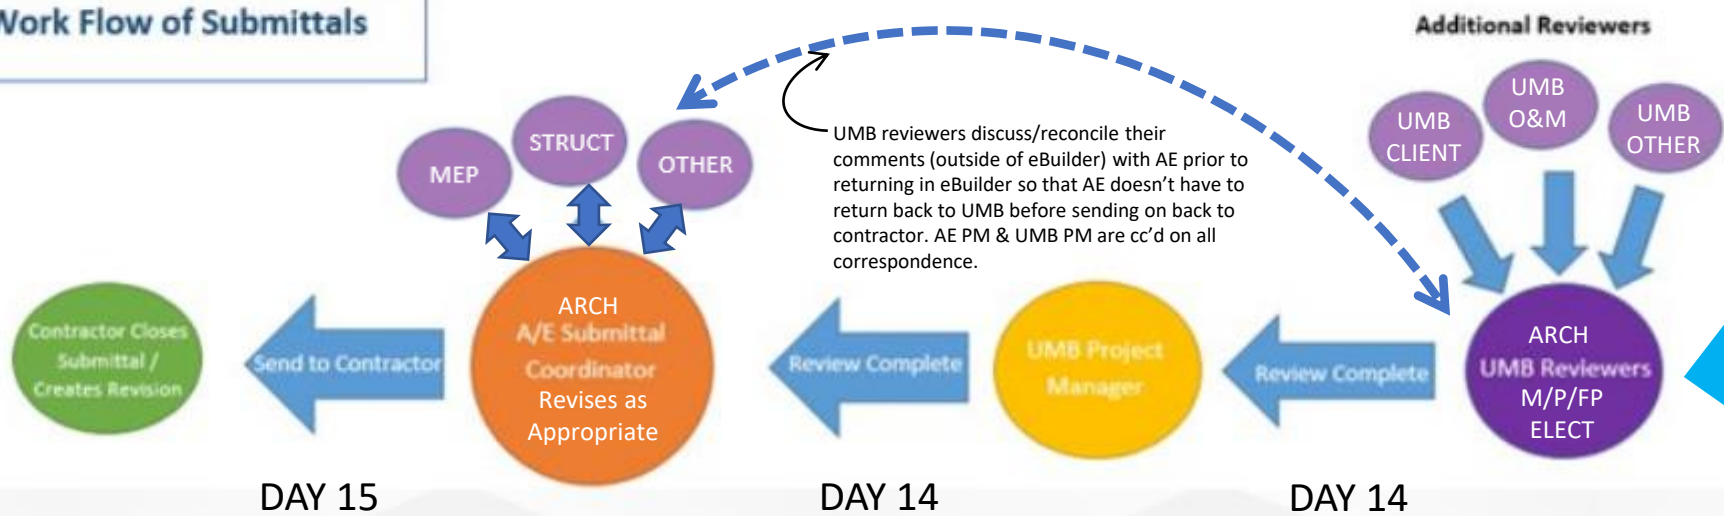 Work Flow of Submittals
Additional Reviewers
MEP
STRUCT
OTHER
UMB
CLIENT
UMB
O&M
UMB
OTHER
UMB reviewers discuss/reconcile their
comments (outside of eBuilder) with AE prior to
returning in eBuilder so that AE doesn’t have to
return back to UMB before sending on back to
contractor. AE PM & UMB PM are cc’d on all
correspondence.
Contractor Closes
Submittal /
Creates Revision
Send to Contractor
ARCH
A/E Submittal
Coordinator
Revises as
Appropriate
Review Complete
UMB Project
Manager
Review Complete
ARCH
UMB Reviewers
M/P/FP
ELECT
DAY 15
DAY 14
DAY 14